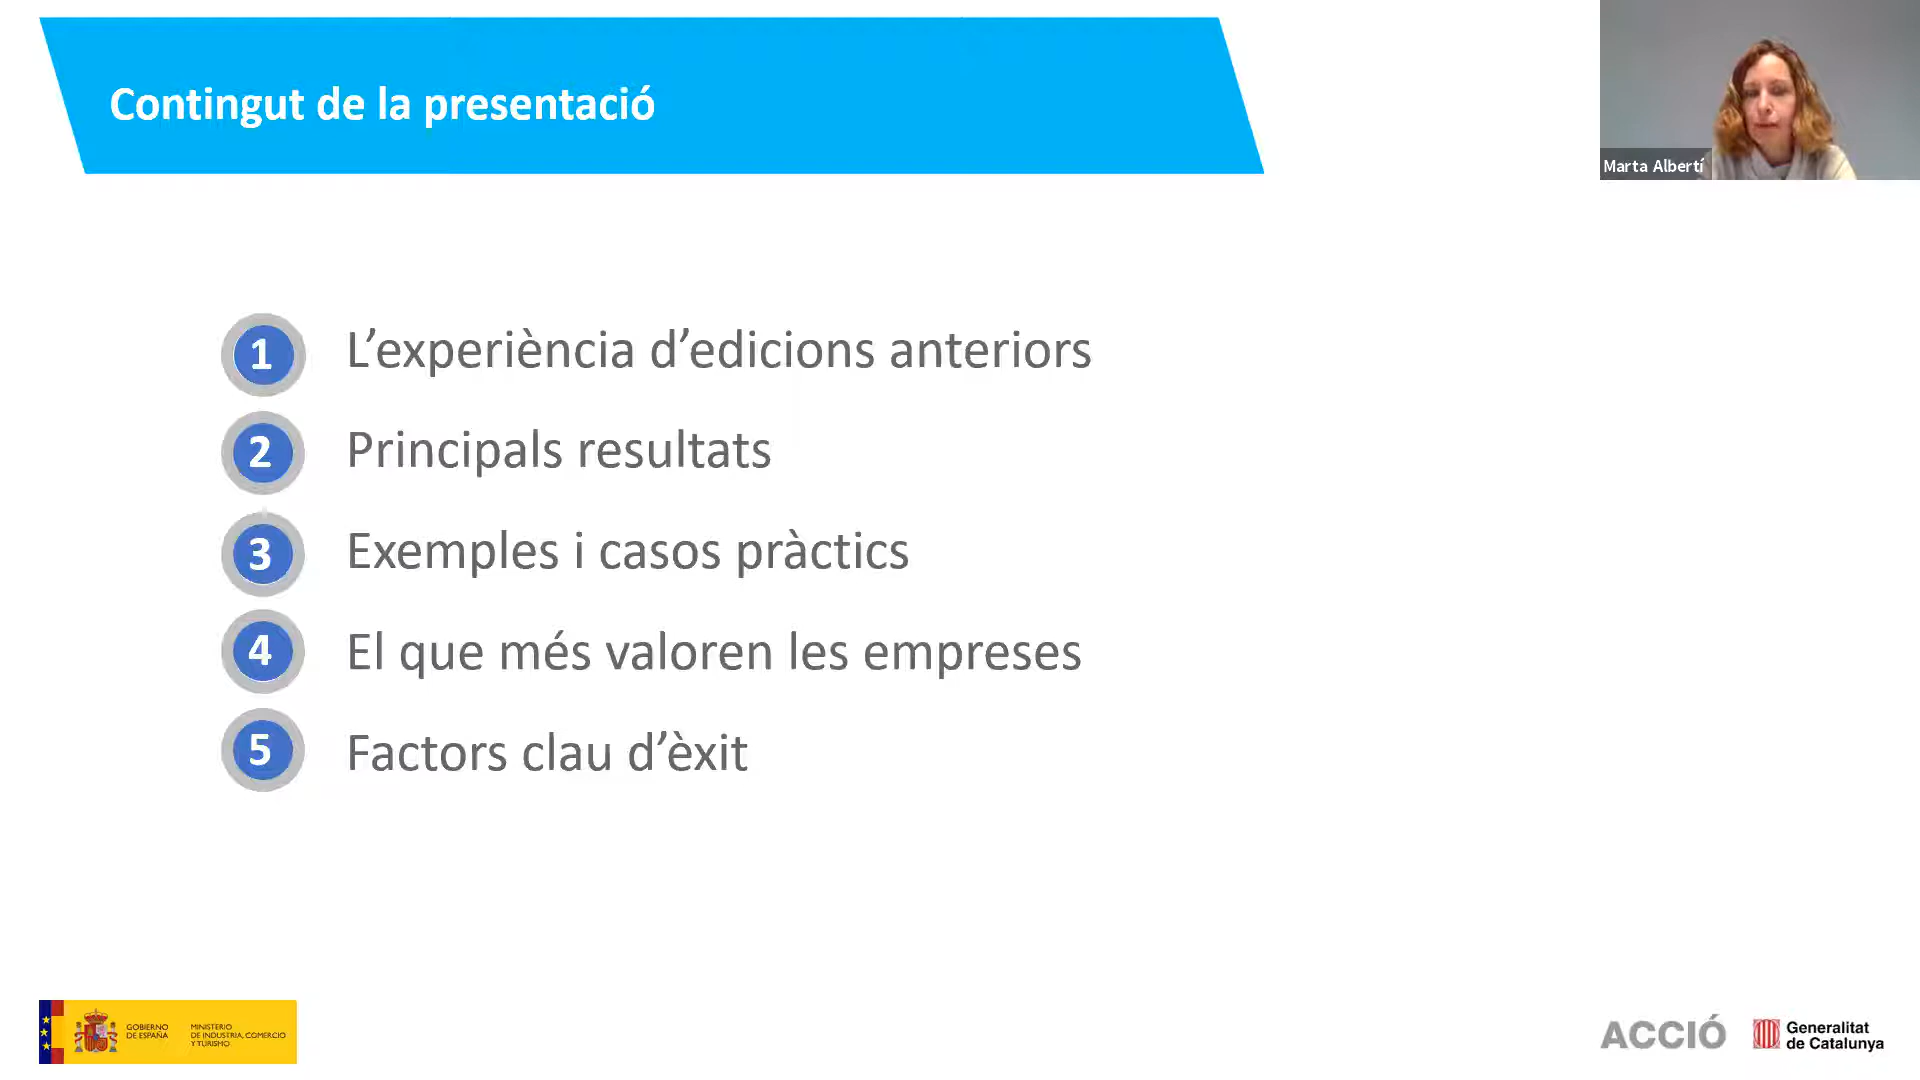 Contingut de la presentació
Marta Albertí
1 L’experiència d’edicions anteriors
2 Principals resultats
3 Exemples i casos pràctics
4 El que més valoren les empreses
5 Factors clau d’èxit
GOBIERNO
DE ESPAÑA
MINISTERIO
DE INDUSTRIA, COMERCIO
Y TURISMO
ACCIÓ
Generalitat
de Catalunya